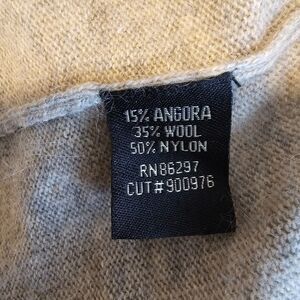 15% ANGORA
35% WOOL
50% NYLON
RN86297
CUT#900976